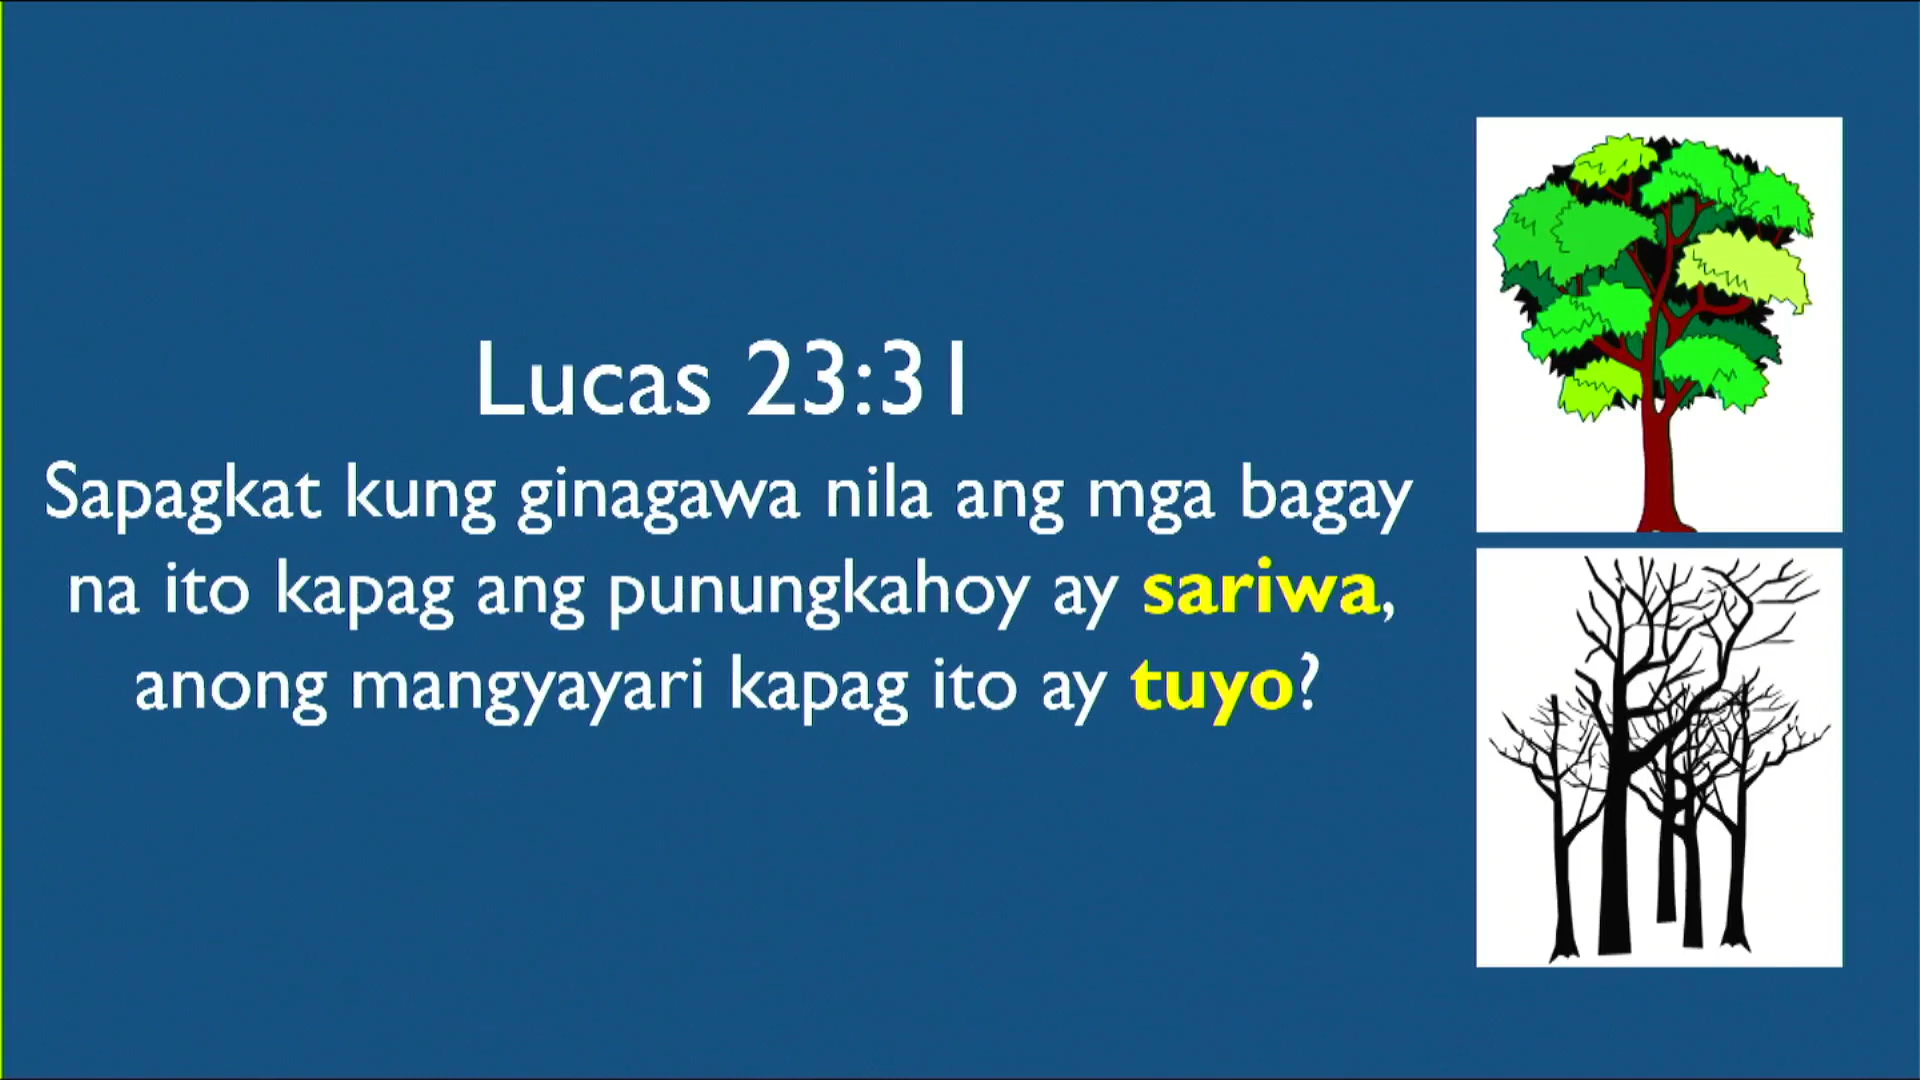 Lucas 23:31
Sapagkat kung ginagawa nila ang mga bagay
na ito kapag ang punungkahoy ay sariwa,
anong mangyayari kapag ito ay tuyo?